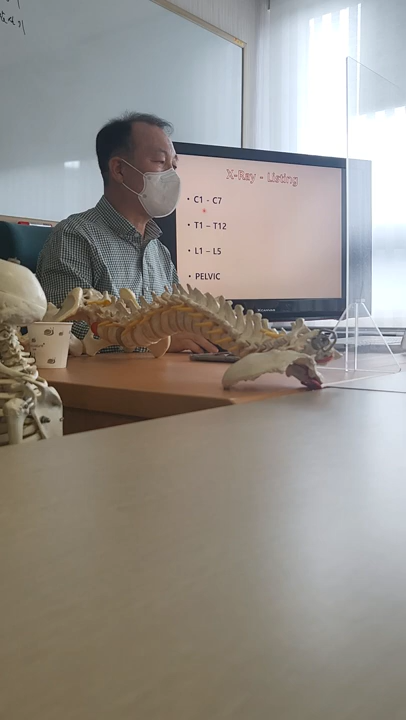 X-Ray - Listing
• C1 - C7
• T1 – T12
• L1 – L5
• PELVIC